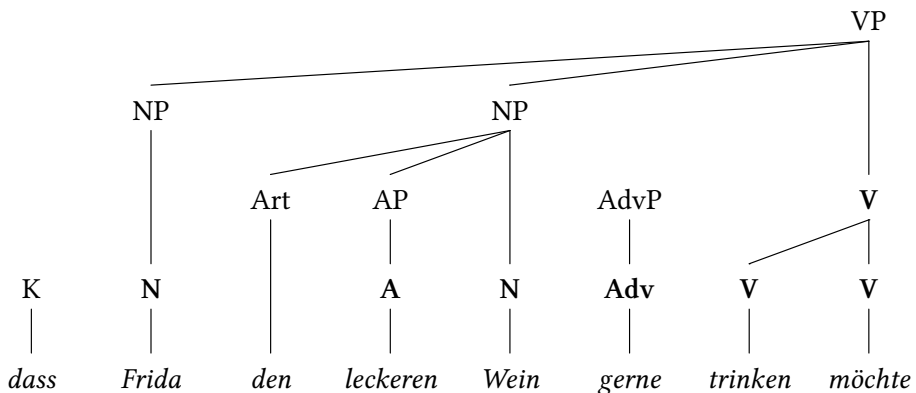 VP
NP NP
Art AP AdvP V
K N A N Adv V V
dass Frida den leckeren Wein gerne trinken möchte